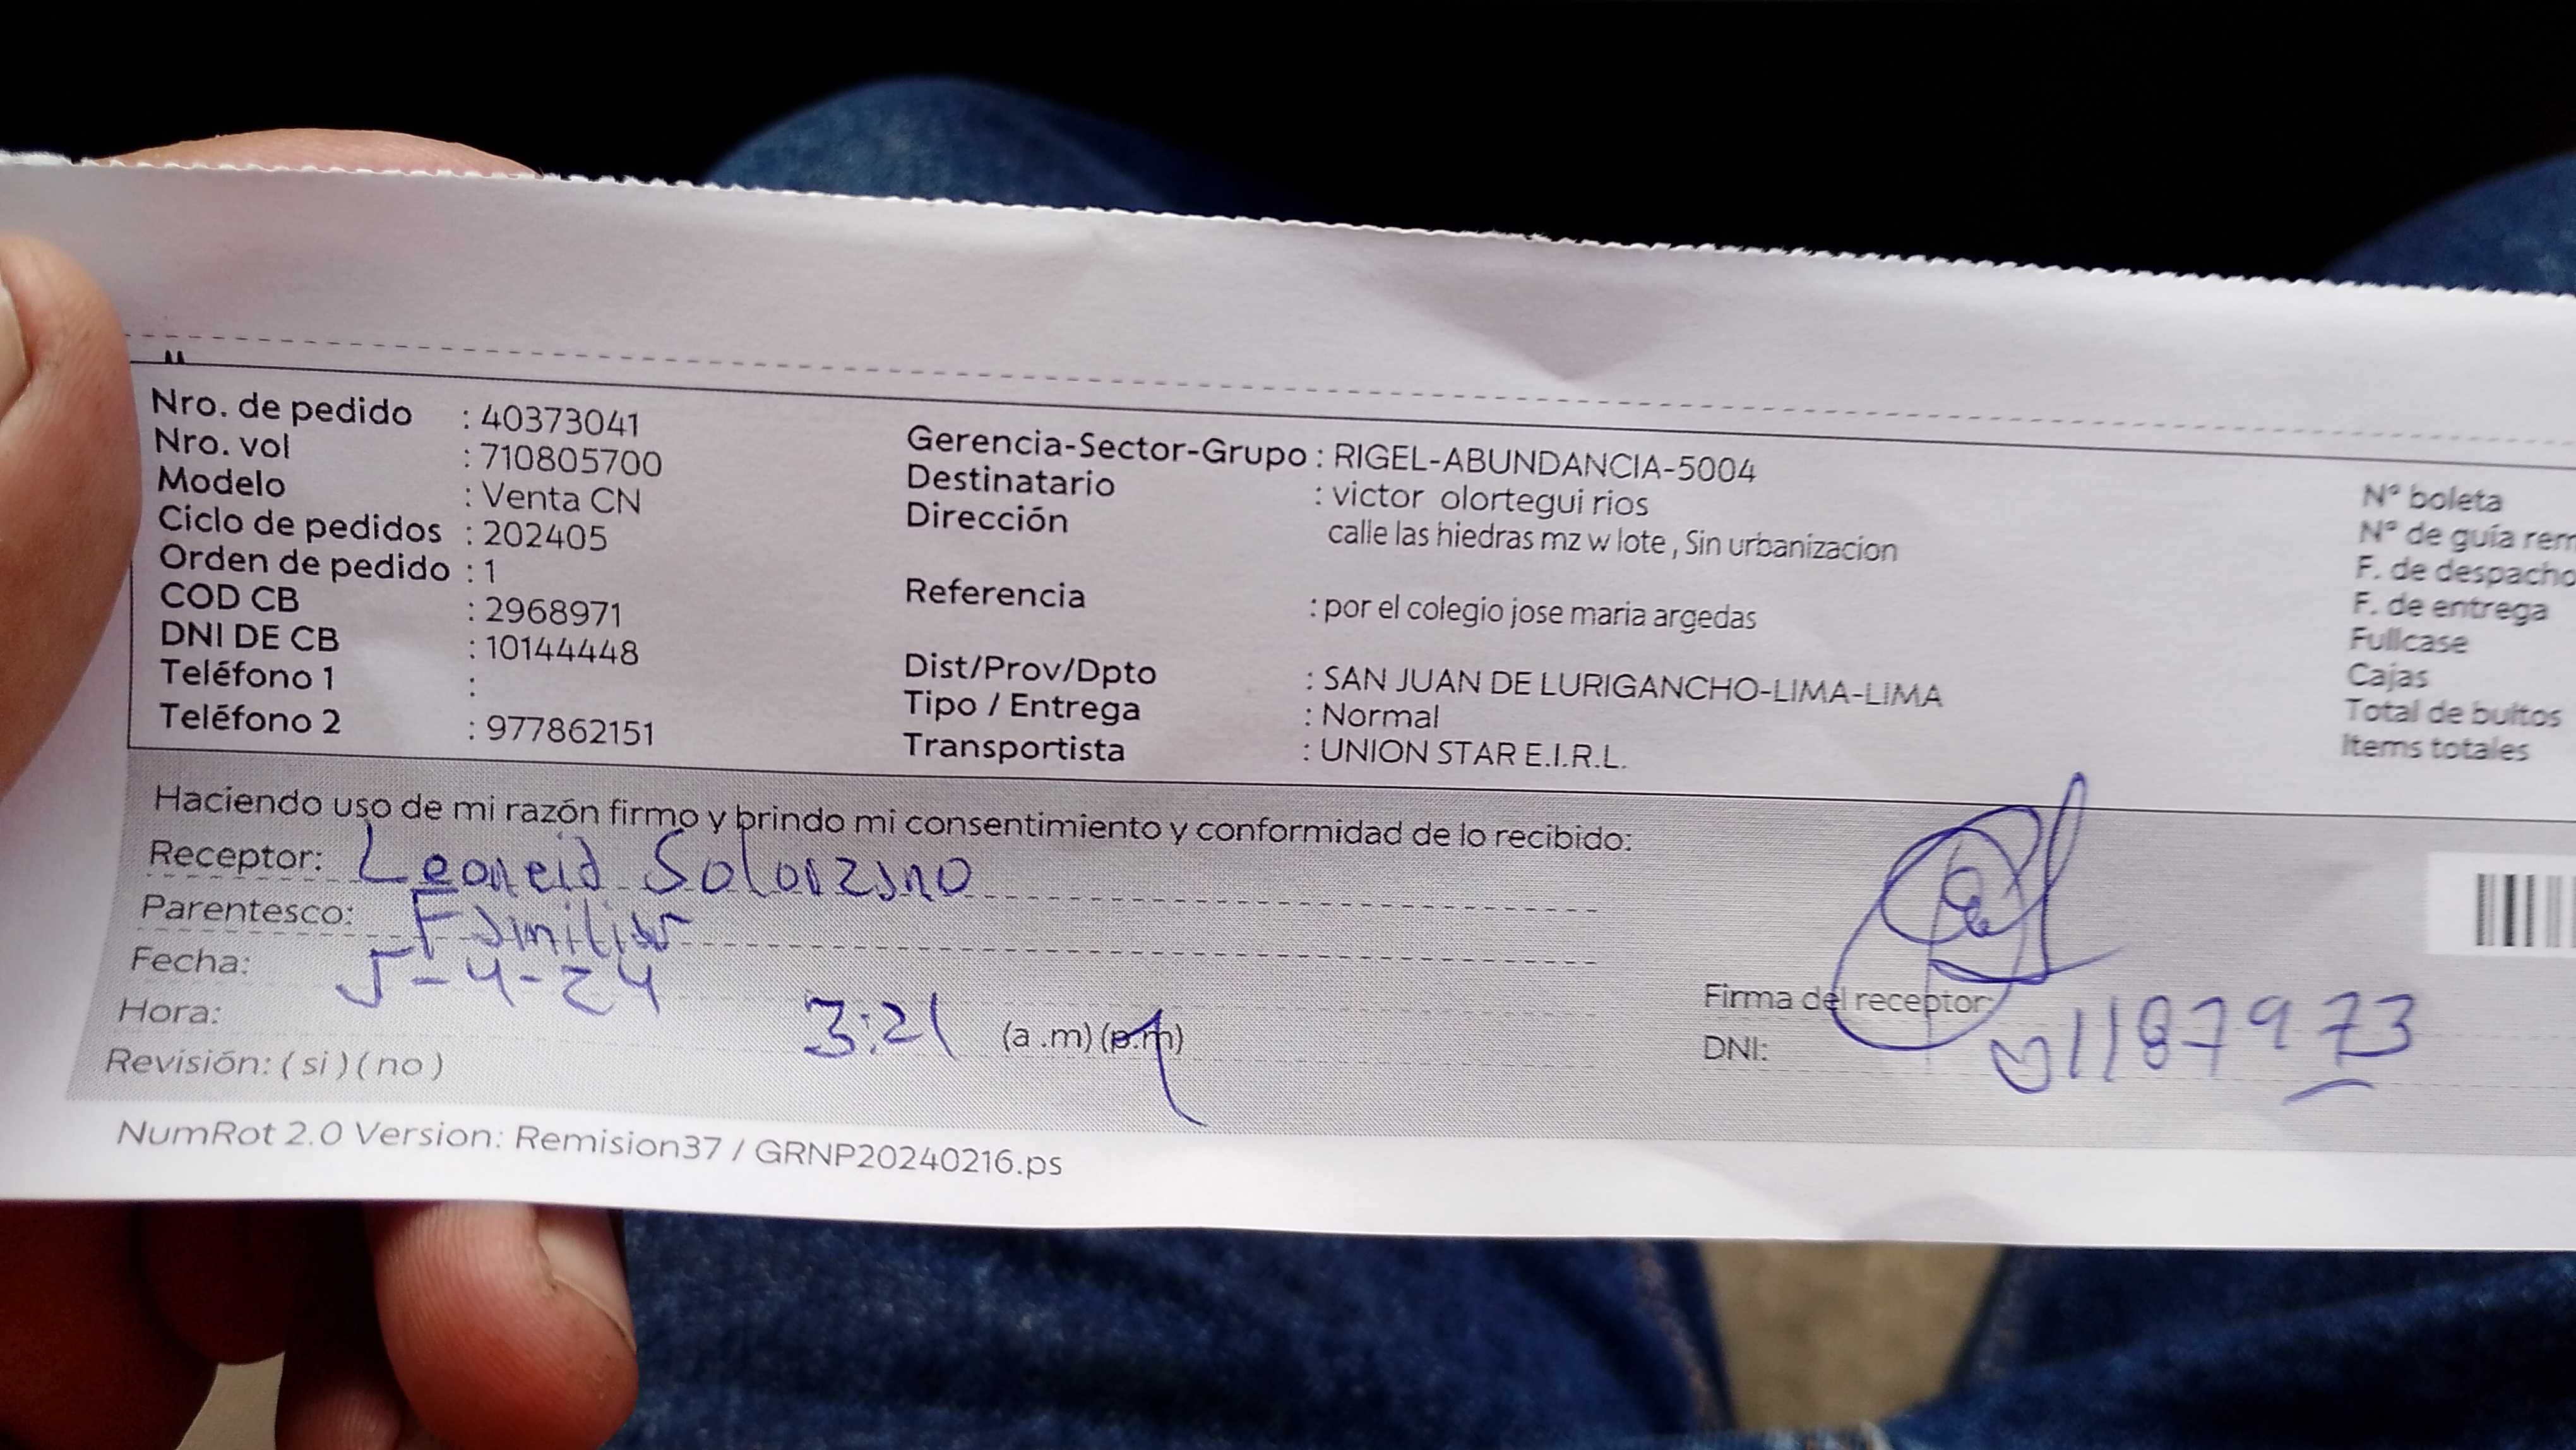 Nro. de pedido : 40373041
Nro. vol : 710805700
Modelo : Venta CN
Ciclo de pedidos : 202405
Orden de pedido : 1
COD CB : 2968971
DNI DE CB : 10144448
Teléfono 1 :
Teléfono 2 : 977862151
Gerencia-Sector-Grupo : RIGEL-ABUNDANCIA-5004
Destinatario : victor olortegui rios
Dirección calle las hiedras mz w lote , Sin urbanizacion
Referencia : por el colegio jose maria argedas
Dist/Prov/Dpto : SAN JUAN DE LURIGANCHO-LIMA-LIMA
Tipo / Entrega : Normal
Transportista : UNION STAR E.I.R.L.
N° boleta
N° de guía rem
F. de despacho
F. de entrega
Fullcase
Cajas
Total de bultos
Items totales
Haciendo uso de mi razón firmo y brindo mi consentimiento y conformidad de lo recibido:
Receptor: Leoneid Solorzano
Parentesco: Familiar
Fecha: 5-4-24
Hora: 3:21 (a .m) (p.m)
Revisión: ( si ) ( no )
Firma del receptor
DNI:
NumRot 2.0 Version: Remision37 / GRNP20240216.ps